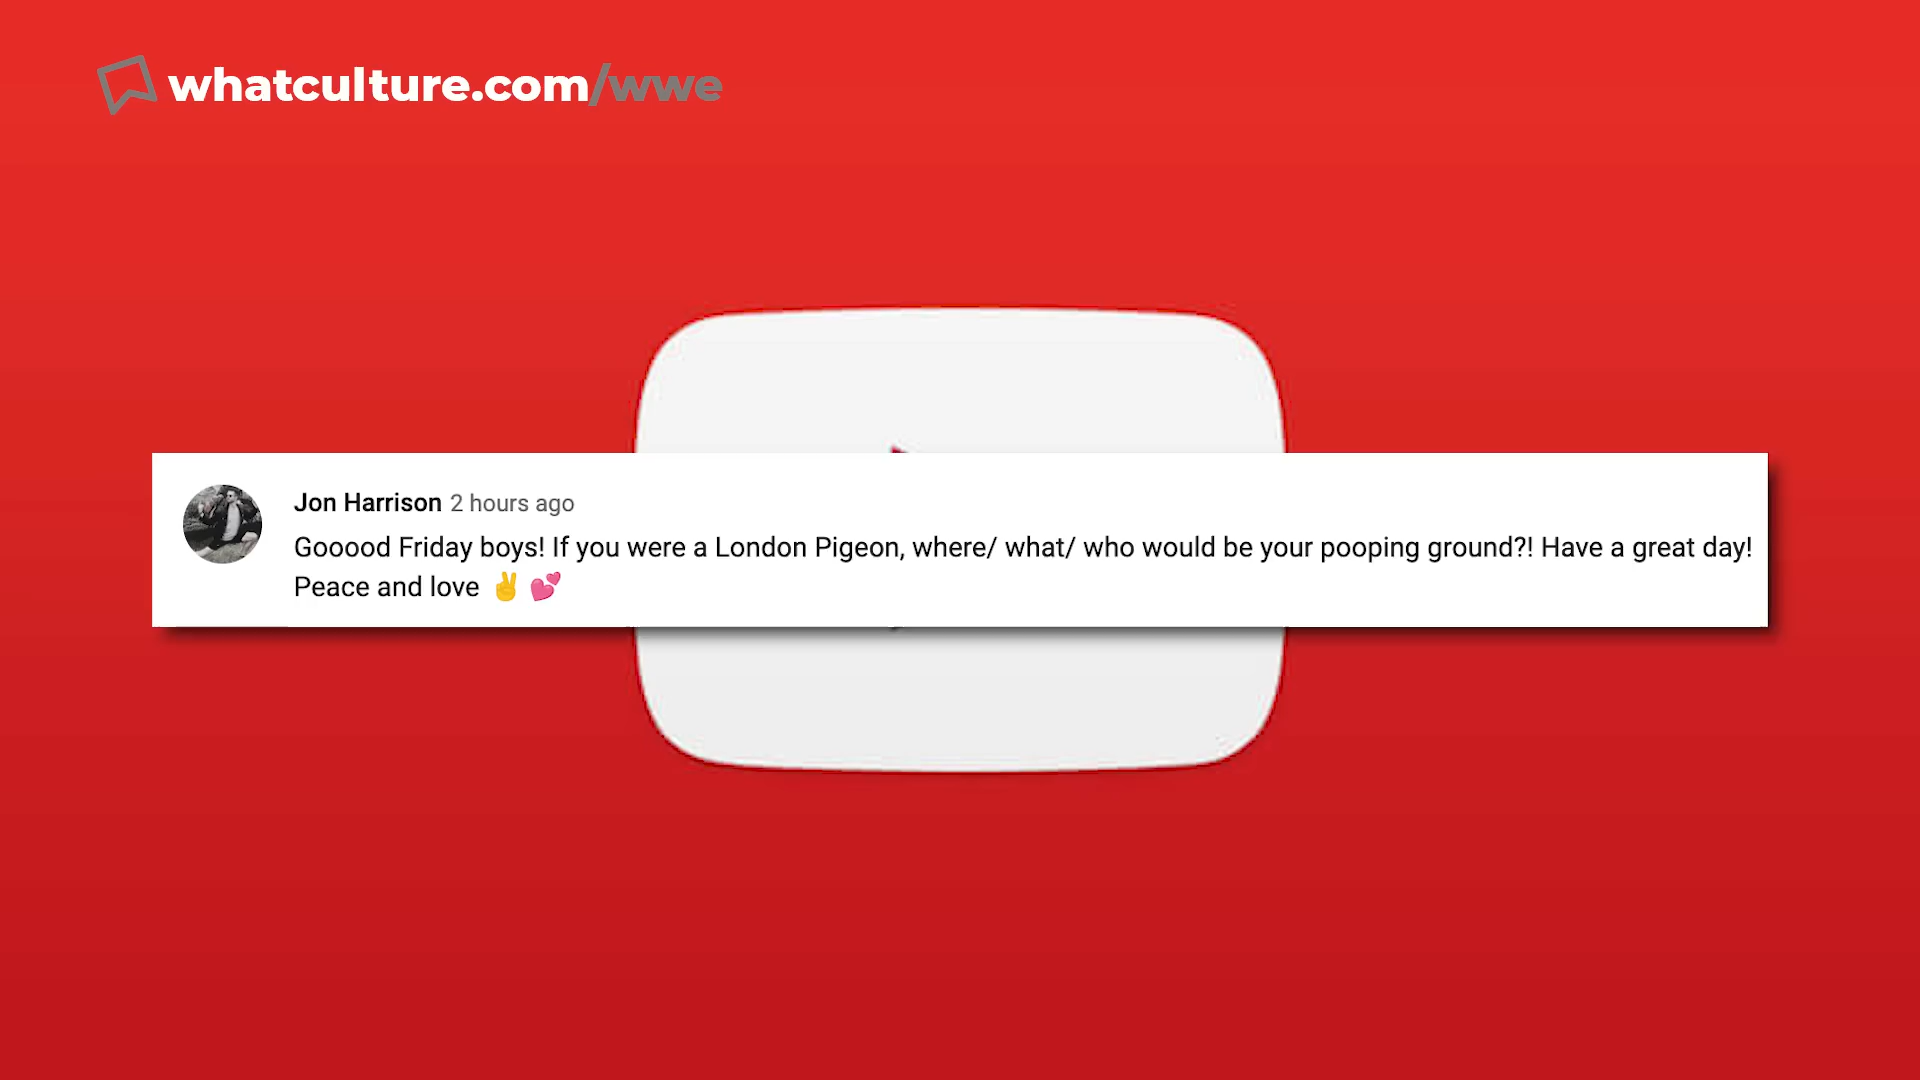 whatculture.com/wwe
Jon Harrison 2 hours ago
Gooood Friday boys! If you were a London Pigeon, where/ what/ who would be your pooping ground?! Have a great day!
Peace and love ✌️ 💕